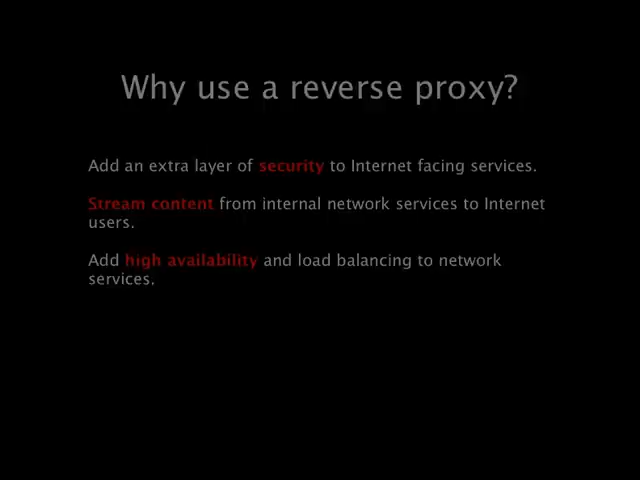 Why use a reverse proxy?
Add an extra layer of security to Internet facing services.
Stream content from internal network services to Internet
users.
Add high availability and load balancing to network
services.